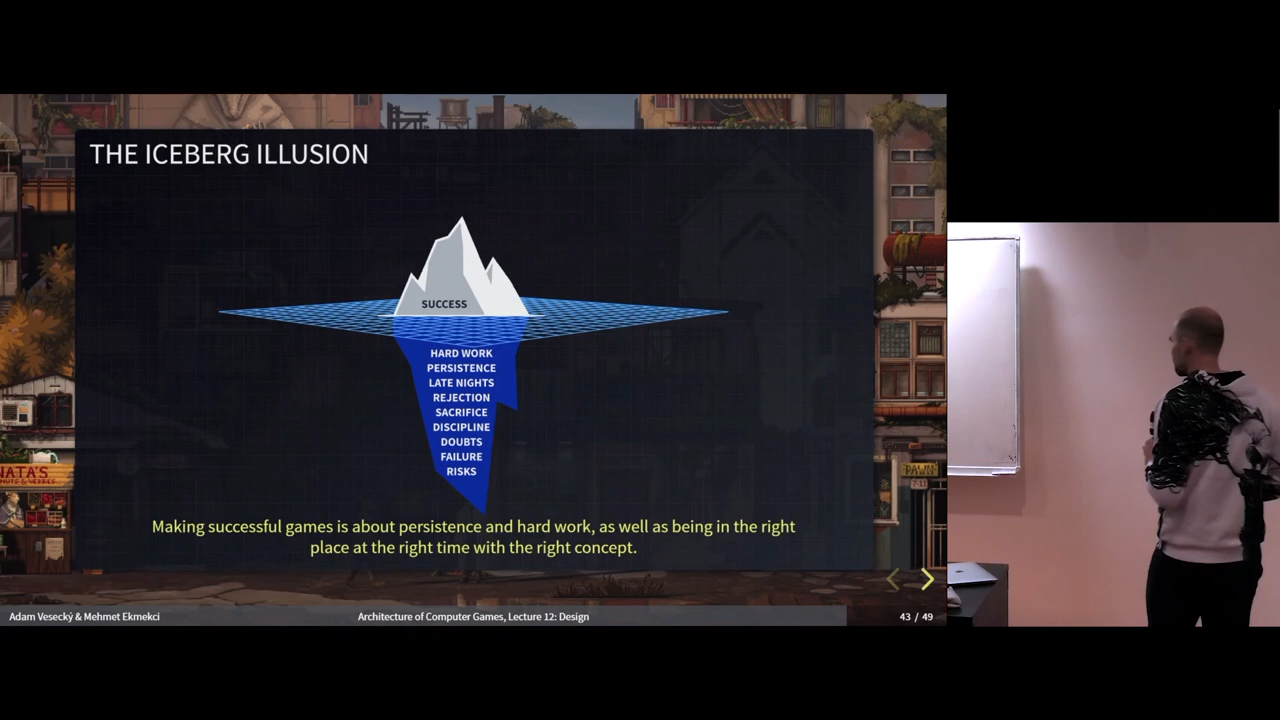 THE ICEBERG ILLUSION
SUCCESS
HARD WORK
PERSISTENCE
LATE NIGHTS
REJECTION
SACRIFICE
DISCIPLINE
DOUBTS
FAILURE
RISKS
Making successful games is about persistence and hard work, as well as being in the right
place at the right time with the right concept.
NATA'S
PAWN
Adam Vesecký & Mehmet Ekmekci
Architecture of Computer Games, Lecture 12: Design
43 / 49